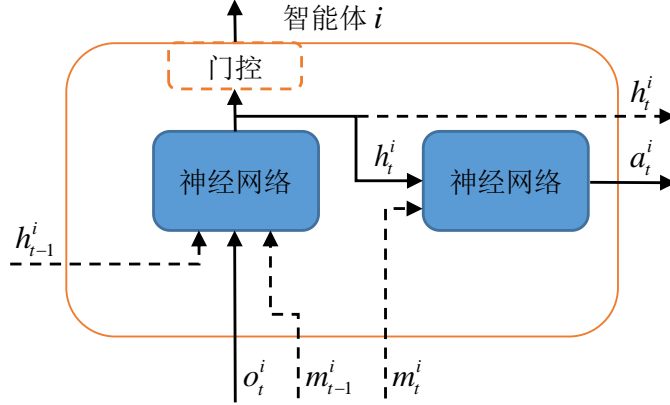 智能体 i
门控
h_t^i
h_t^i
a_t^i
神经网络
神经网络
h_{t-1}^i
o_t^i
m_{t-1}^i
m_t^i